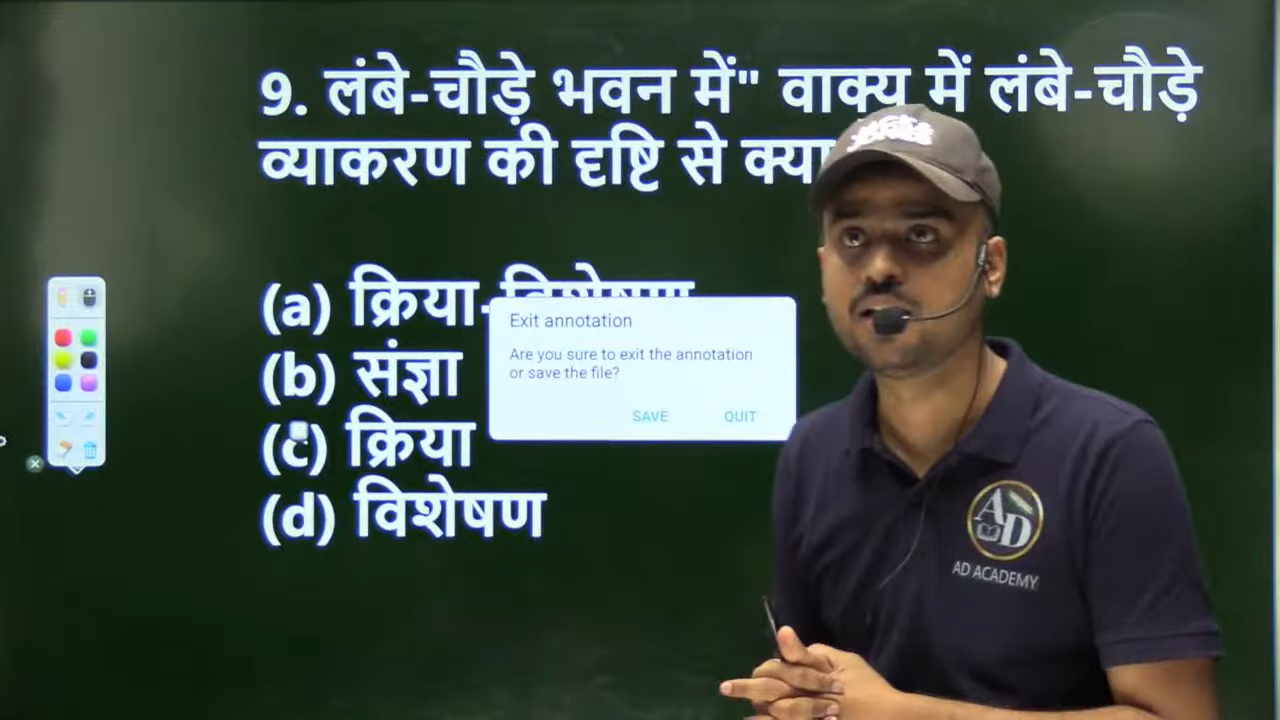 9. लंबे-चौड़े भवन में" वाक्य में लंबे-चौड़े
व्याकरण की दृष्टि से क्या
(a) क्रिया-विशेषण
(b) संज्ञा
(c) क्रिया
(d) विशेषण
Exit annotation
Are you sure to exit the annotation
or save the file?
SAVE QUIT
AD
AD ACADEMY